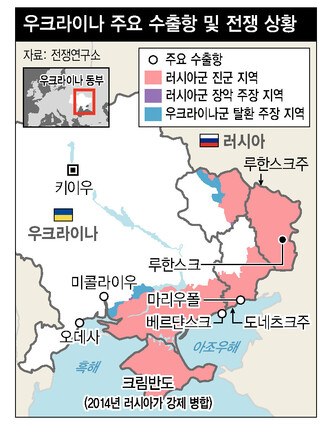 우크라이나 주요 수출항 및 전쟁 상황
자료: 전쟁연구소
우크라이나 동부
주요 수출항
러시아군 진군 지역
러시아군 장악 주장 지역
우크라이나군 탈환 주장 지역
러시아
루한스크주
키이우
우크라이나
루한스크
미콜라이우
마리우폴
베르댠스크
도네츠크주
오데사
아조우해
흑해
크림반도
(2014년 러시아가 강제 병합)